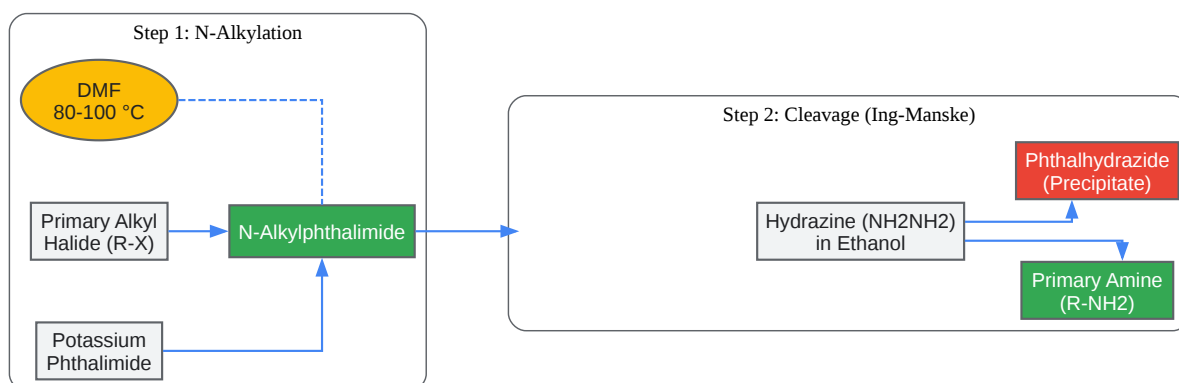 Step 1: N-Alkylation
DMF
80-100 °C
Primary Alkyl
Halide (R-X)
N-Alkylphthalimide
Potassium
Phthalimide
Step 2: Cleavage (Ing-Manske)
Phthalhydrazide
(Precipitate)
Hydrazine (NH2NH2)
in Ethanol
Primary Amine
(R-NH2)